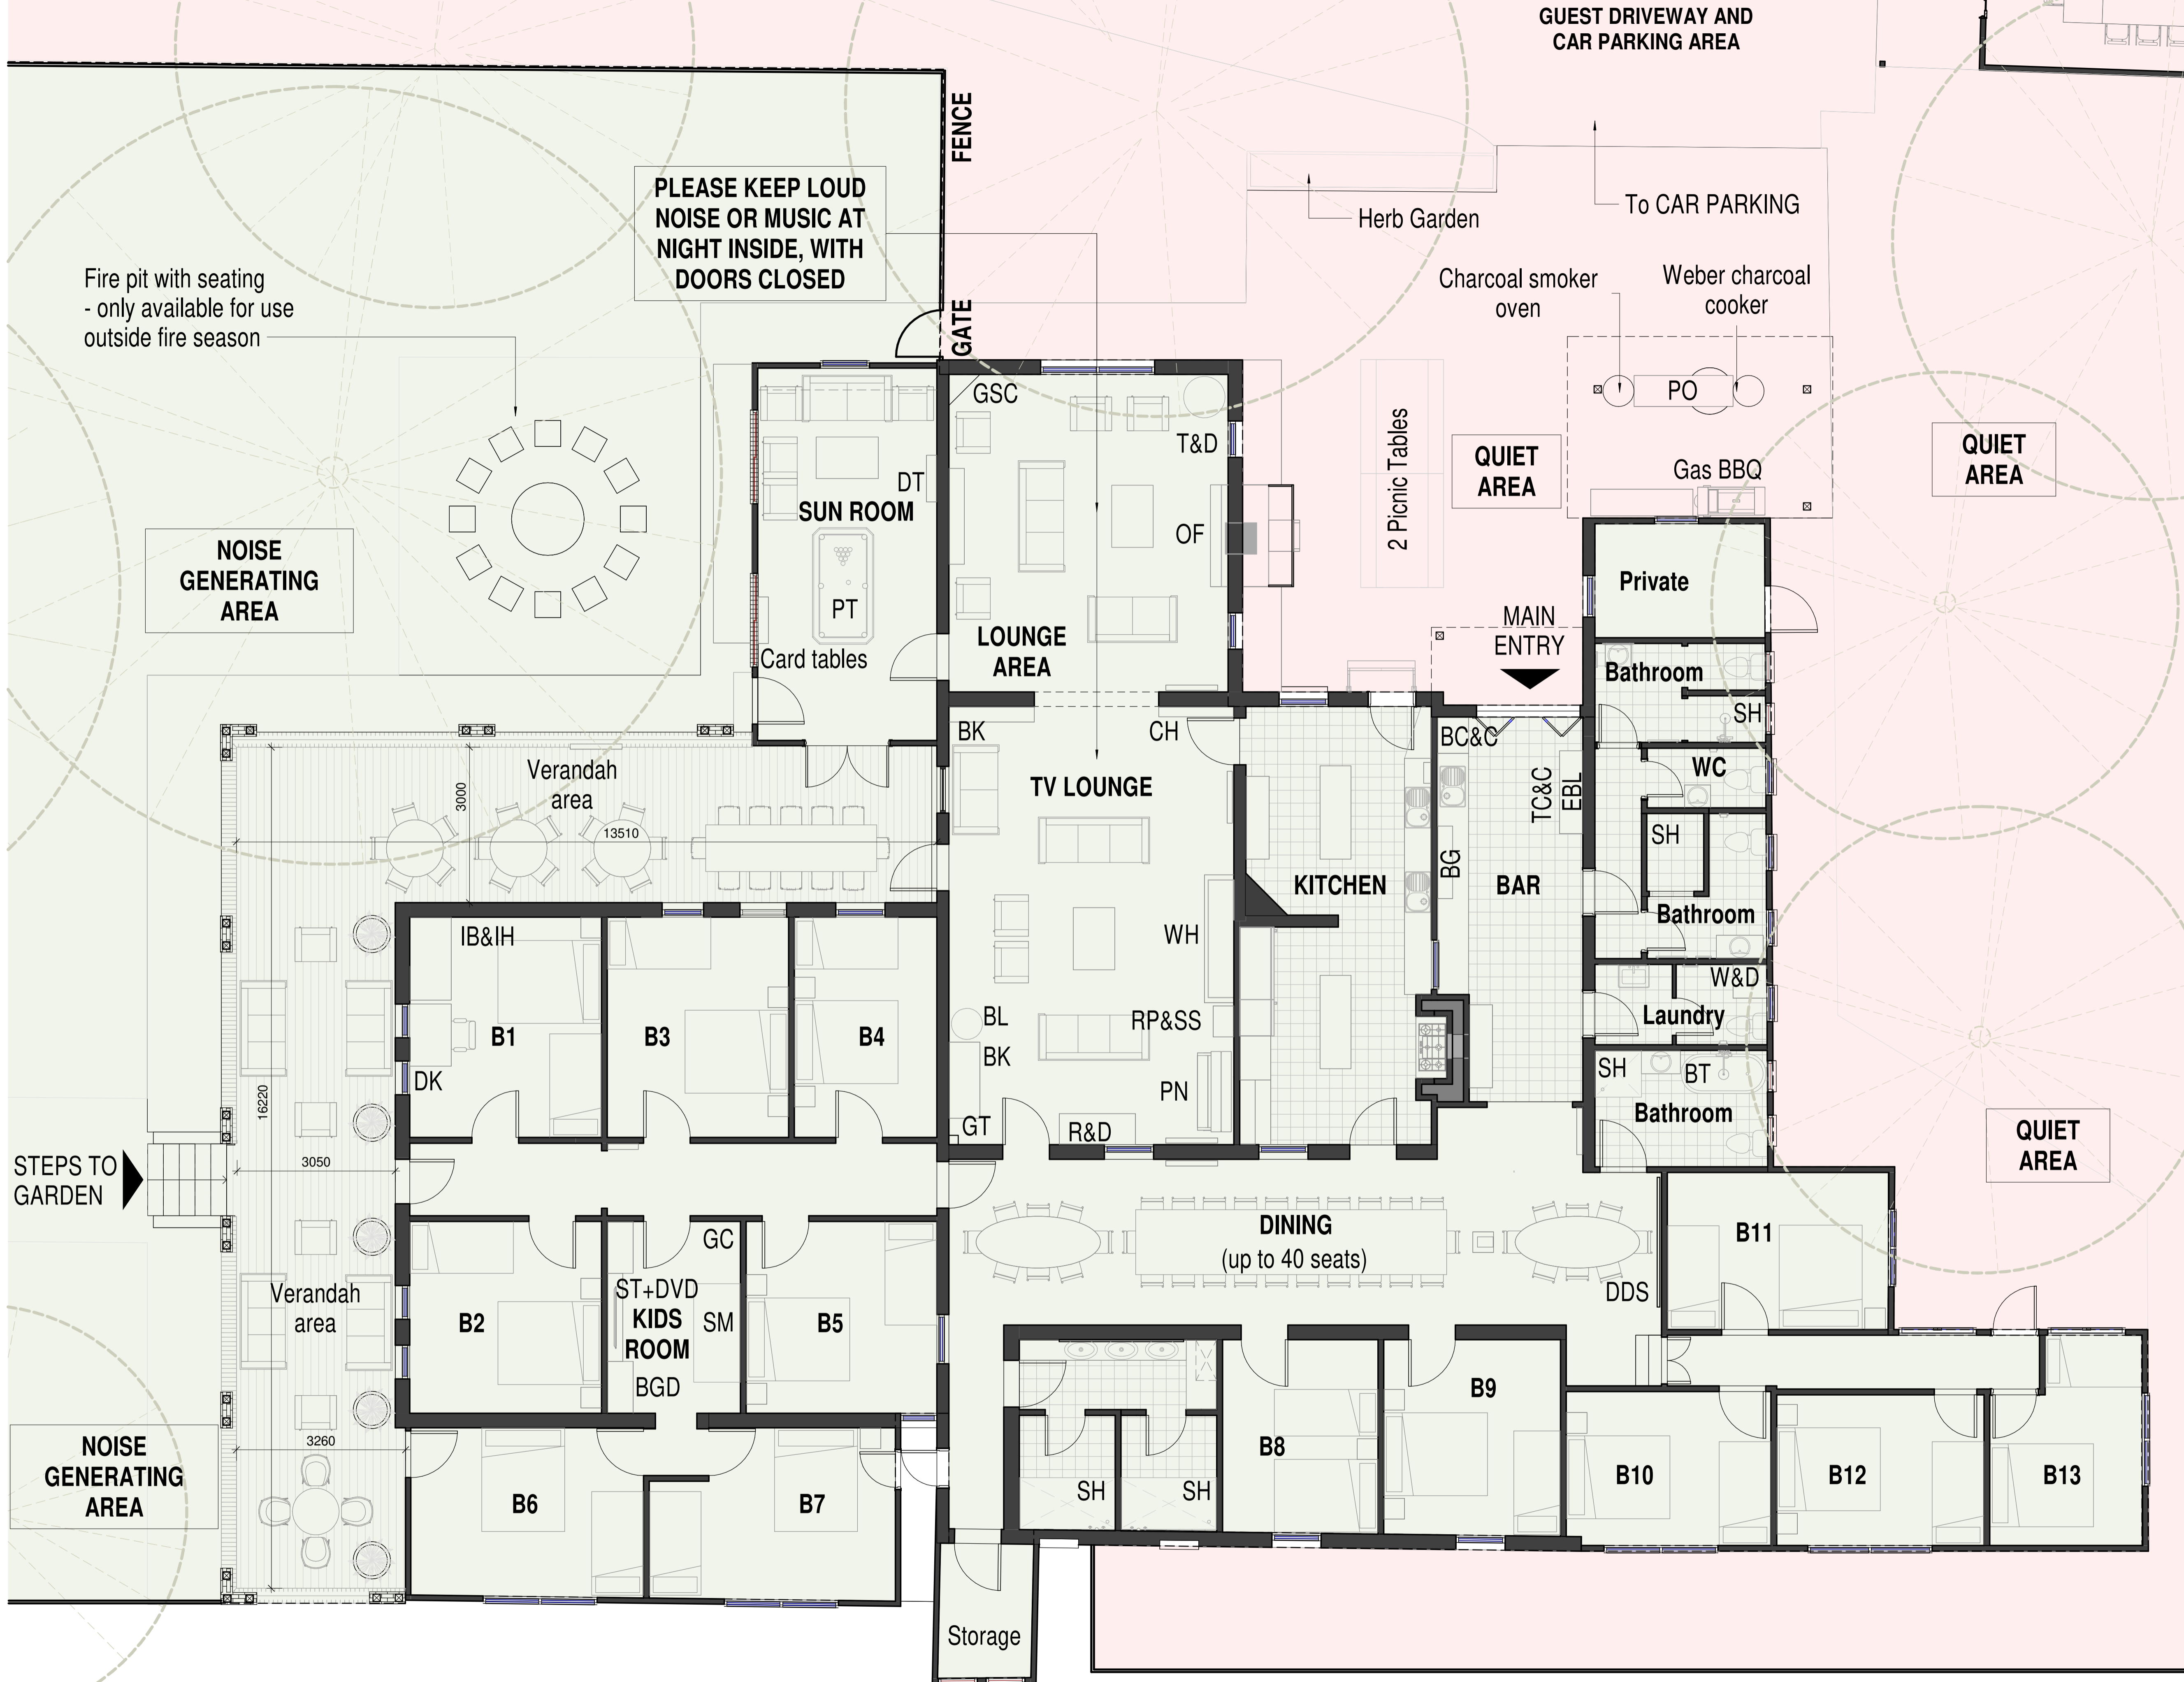 GUEST DRIVEWAY AND
CAR PARKING AREA
FENCE
PLEASE KEEP LOUD
NOISE OR MUSIC AT
NIGHT INSIDE, WITH
DOORS CLOSED
Herb Garden
To CAR PARKING
Fire pit with seating
- only available for use
outside fire season
GATE
Charcoal smoker
oven
Weber charcoal
cooker
GSC
PO
T&D
2 Picnic Tables
QUIET
AREA
QUIET
AREA
Gas BBQ
DT
SUN ROOM
OF
NOISE
GENERATING
AREA
Private
PT
MAIN
ENTRY
LOUNGE
AREA
Card tables
Bathroom
SH
BK
CH
BC&C
WC
Verandah
area
3000
TV LOUNGE
TC&C
EBL
13510
SH
BG
KITCHEN
BAR
Bathroom
IB&IH
WH
W&D
B1
B3
B4
BL
RP&SS
Laundry
BK
DK
SH
BT
16220
PN
Bathroom
GT
R&D
STEPS TO
GARDEN
3050
QUIET
AREA
DINING
(up to 40 seats)
B11
GC
ST+DVD
DDS
Verandah
area
B2
KIDS
ROOM
SM
B5
BGD
B9
3260
NOISE
GENERATING
AREA
B8
B10
B12
B13
SH
SH
B6
B7
Storage